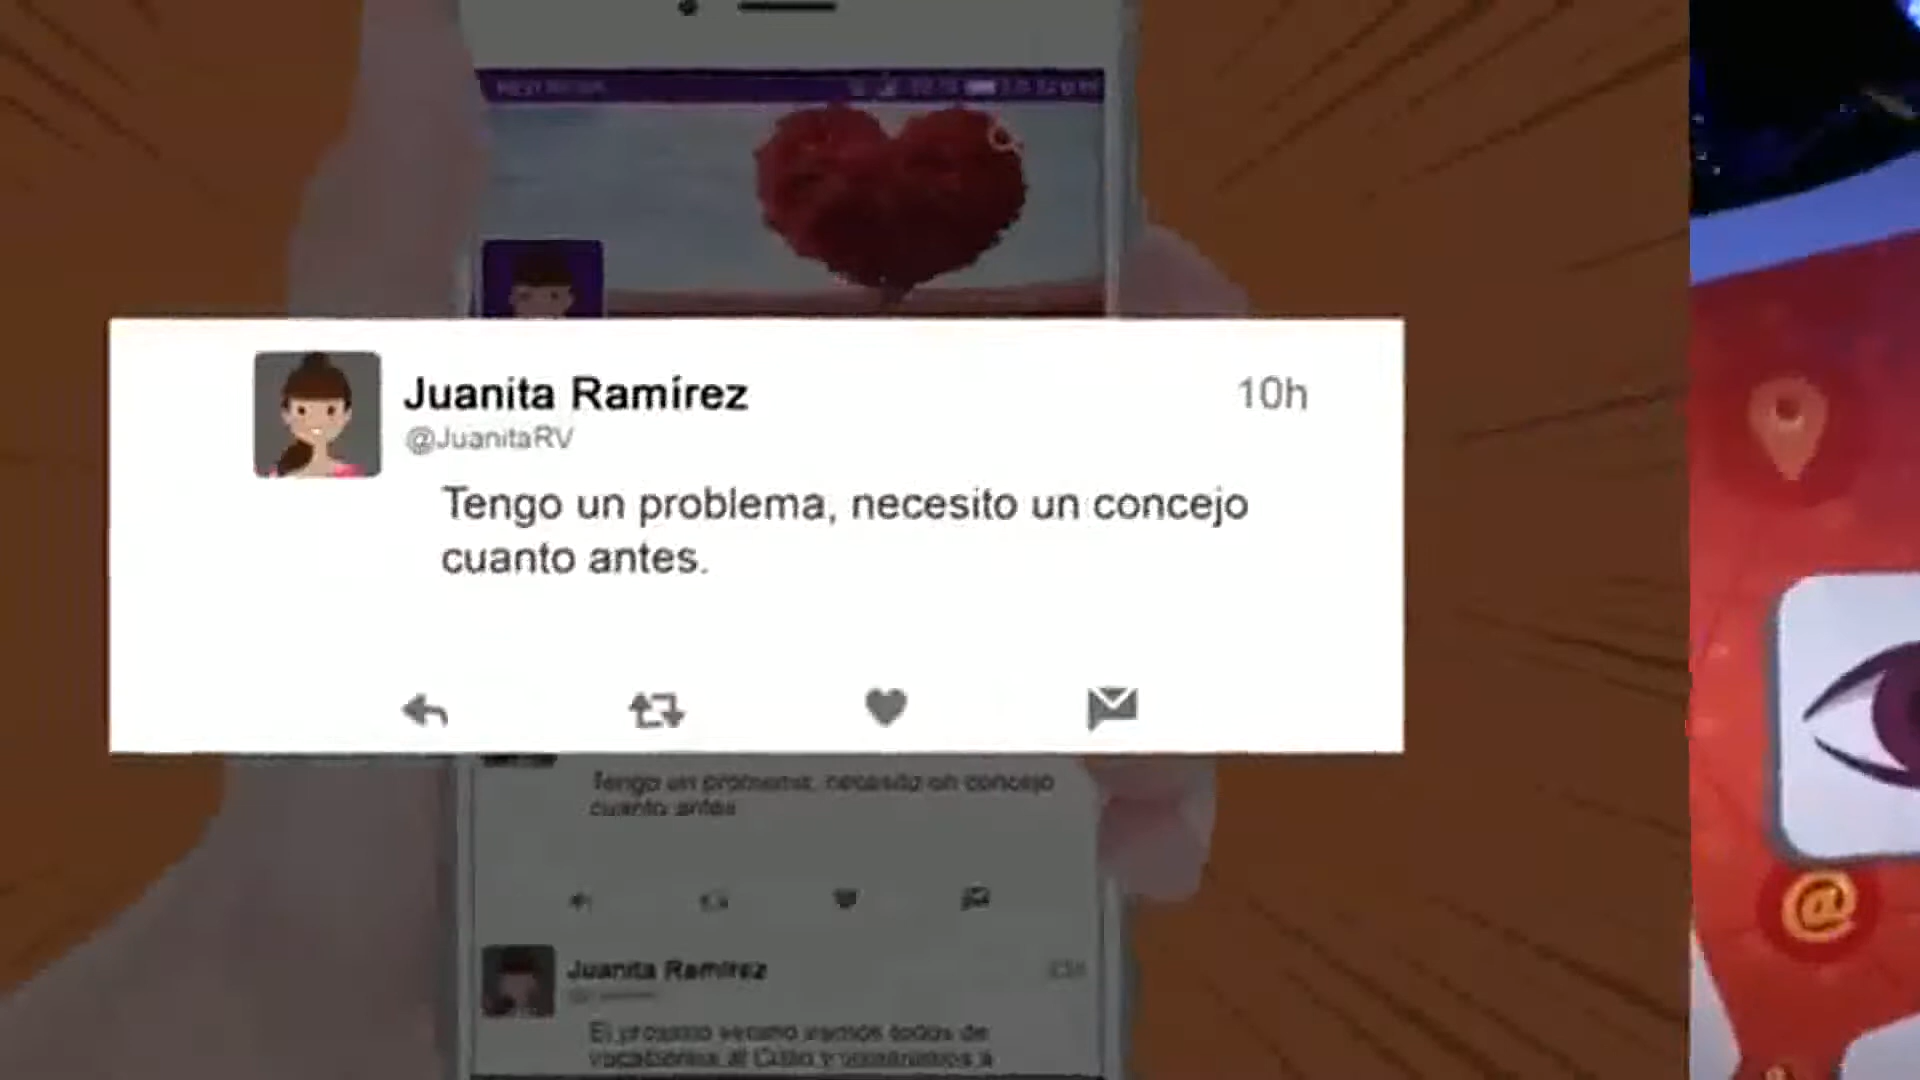 Juanita Ramírez
10h
@JuanitaRV
Tengo un problema, necesito un concejo
cuanto antes.
Tengo un problema, necesito un concejo
cuanto antes
Juanita Ramírez
@